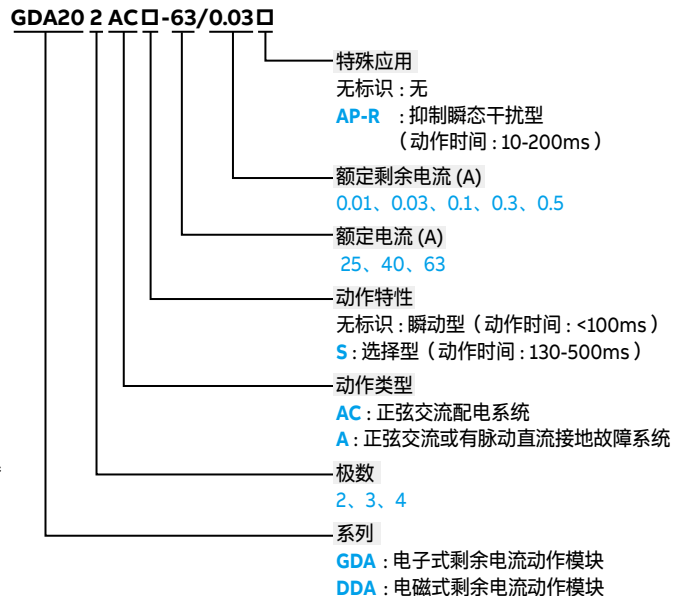 GDA20 2 AC□-63/0.03□
特殊应用
无标识：无
AP-R ：抑制瞬态干扰型
（动作时间：10-200ms）
额定剩余电流 (A)
0.01、0.03、0.1、0.3、0.5
额定电流 (A)
25、40、63
动作特性
无标识：瞬动型（动作时间：<100ms）
S：选择型（动作时间：130-500ms）
动作类型
AC：正弦交流配电系统
A：正弦交流或有脉动直流接地故障系统
极数
2、3、4
系列
GDA：电子式剩余电流动作模块
DDA：电磁式剩余电流动作模块